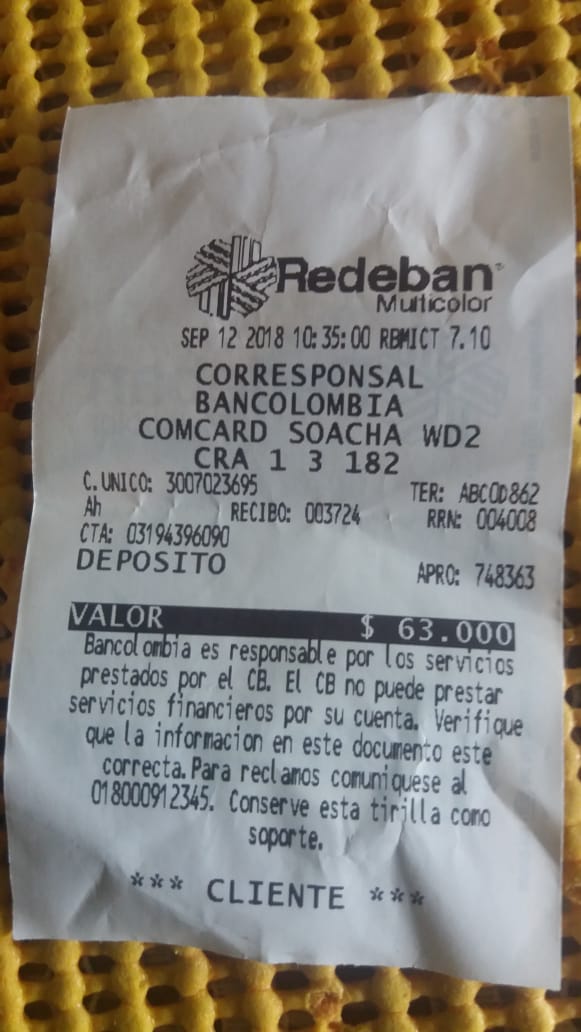 Redeban
Multicolor
SEP 12 2018 10:35:00 RBMICT 7.10
CORRESPONSAL
BANCOLOMBIA
COMCARD SOACHA WD2
CRA 1 3 182
C.UNICO: 3007023695 TER: ABCOD862
Ah RECIBO: 003724 RRN: 004008
CTA: 03194396090
DEPOSITO APRO: 748363
VALOR $ 63.000
Bancolombia es responsable por los servicios
prestados por el CB. El CB no puede prestar
servicios financieros por su cuenta. Verifique
que la informacion en este documento este
correcta.Para reclamos comuniquese al
018000912345. Conserve esta tirilla como
soporte.
*** CLIENTE ***